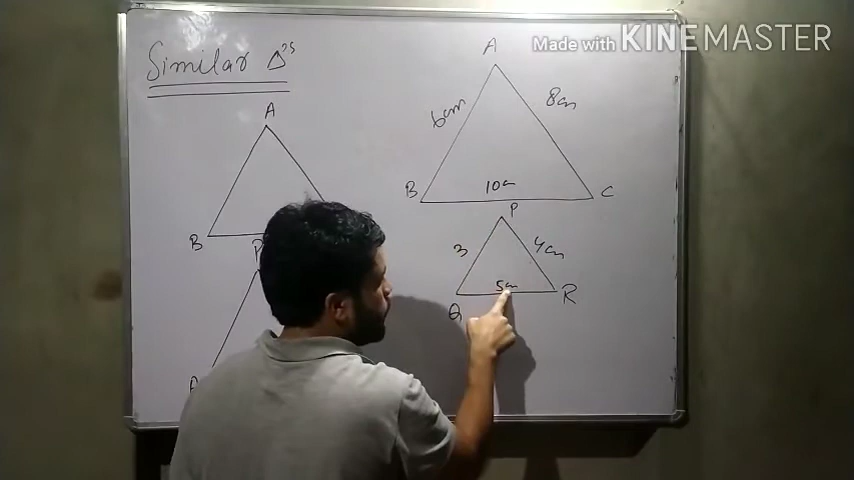 Made with KINEMASTER
Similar Δ's
A
B
P
A
6cm
8cm
B
10cm
C
P
3
4cm
5cm
Q
R